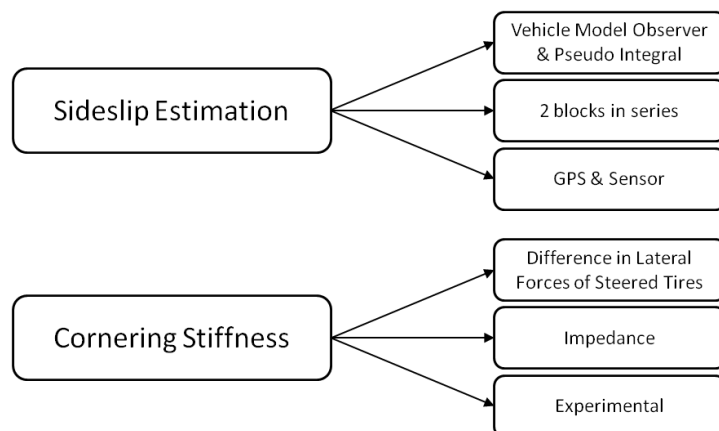 Sideslip Estimation
Vehicle Model Observer
& Pseudo Integral
2 blocks in series
GPS & Sensor
Cornering Stiffness
Difference in Lateral
Forces of Steered Tires
Impedance
Experimental